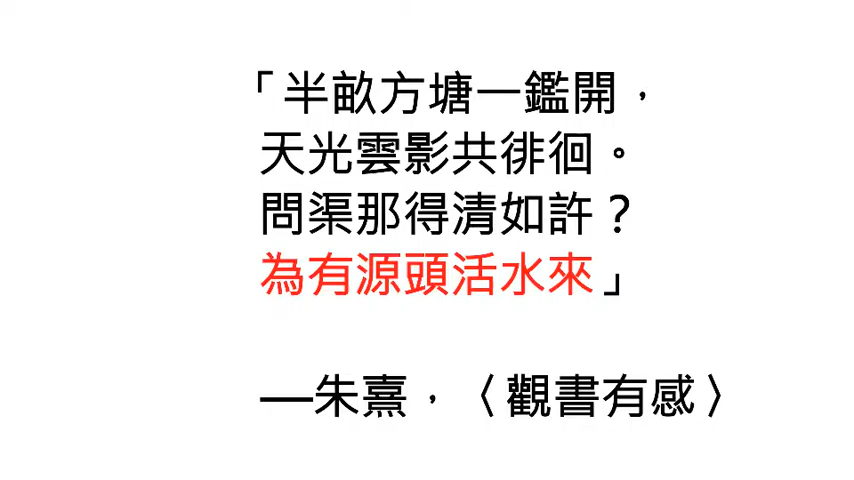 「半畝方塘一鑑開，
天光雲影共徘徊。
問渠那得清如許？
為有源頭活水來」
──朱熹，〈觀書有感〉